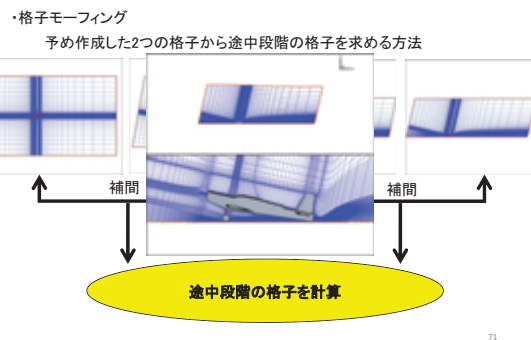 ・格子モーフィング
予め作成した2つの格子から途中段階の格子を求める方法
補間
補間
途中段階の格子を計算
71